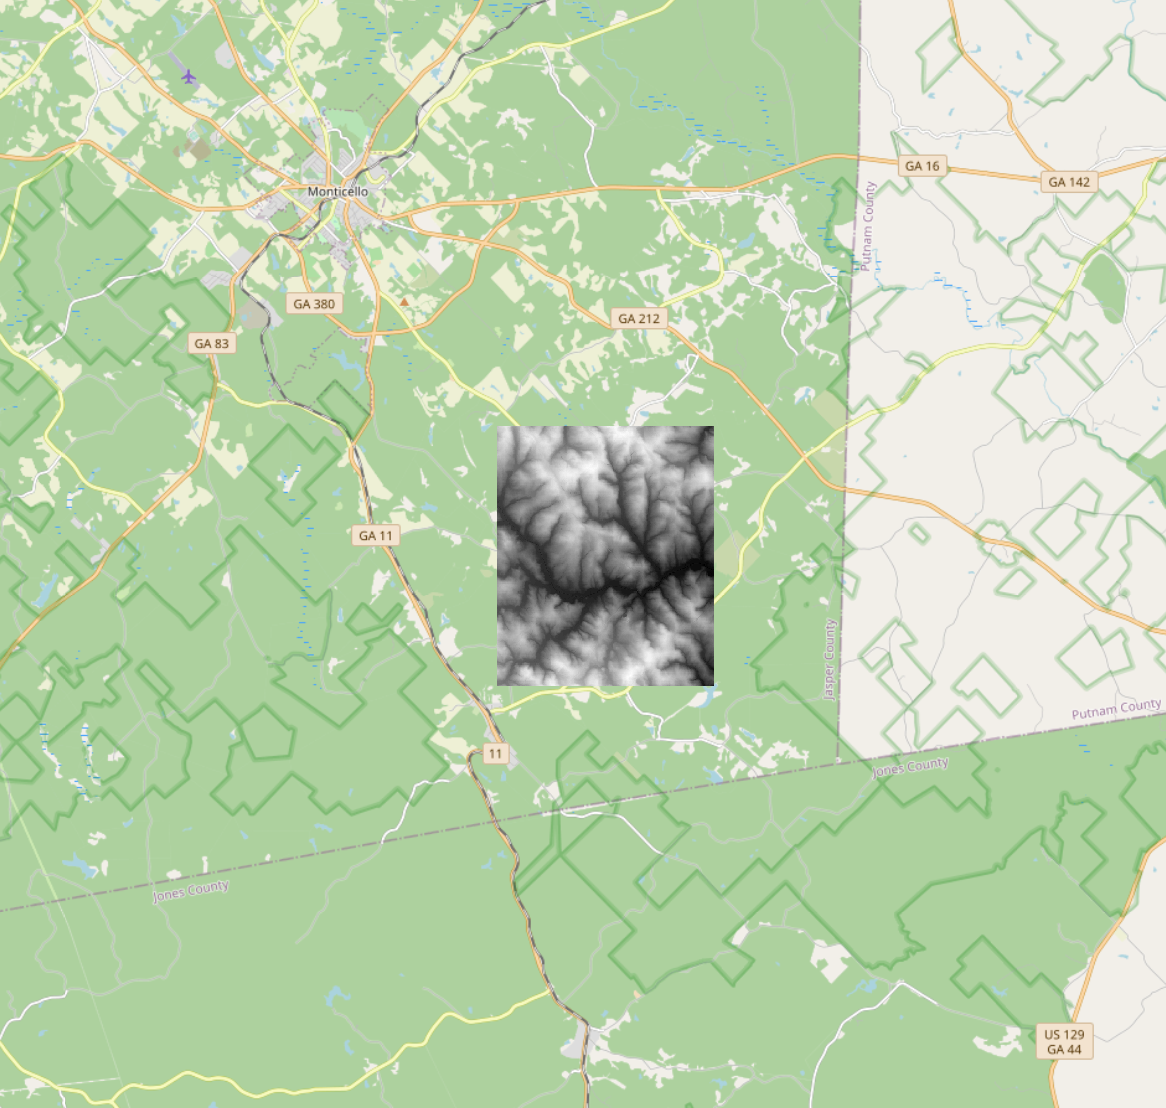 GA 16
GA 142
Monticello
Putnam County
GA 380
GA 212
GA 83
GA 11
Jasper County
Putnam County
11
Jones County
Jones County
US 129
GA 44